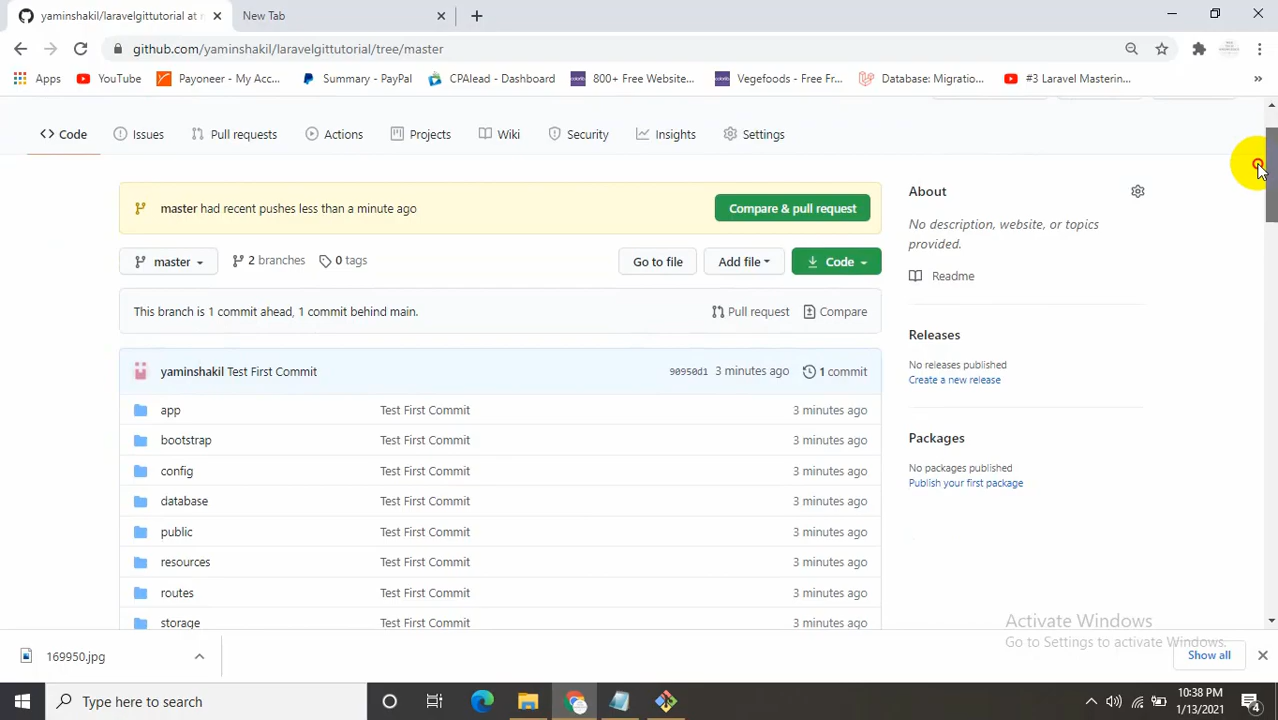 yaminshakil/laravelgittutorial at
New Tab
github.com/yaminshakil/laravelgittutorial/tree/master
Apps
YouTube
Payoneer - My Acc...
Summary - PayPal
CPAlead - Dashboard
800+ Free Website...
Vegefoods - Free Fr...
Database: Migratio...
#3 Laravel Mastering...
Code
Issues
Pull requests
Actions
Projects
Wiki
Security
Insights
Settings
master had recent pushes less than a minute ago
Compare & pull request
About
No description, website, or topics
provided.
Readme
master
2 branches
0 tags
Go to file
Add file
Code
This branch is 1 commit ahead, 1 commit behind main.
Pull request
Compare
Releases
No releases published
Create a new release
yaminshakil Test First Commit
90950d1 3 minutes ago
1 commit
app Test First Commit 3 minutes ago
bootstrap Test First Commit 3 minutes ago
config Test First Commit 3 minutes ago
database Test First Commit 3 minutes ago
public Test First Commit 3 minutes ago
resources Test First Commit 3 minutes ago
routes Test First Commit 3 minutes ago
storage Test First Commit 3 minutes ago
Packages
No packages published
Publish your first package
Activate Windows
Go to Settings to activate Windows.
169950.jpg
Show all
Type here to search
10:38 PM
1/13/2021
4